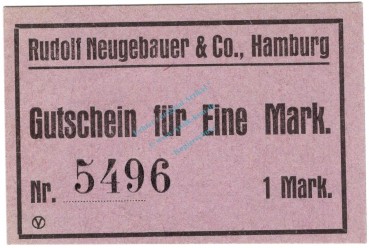 Rudolf Neugebauer & Co., Hamburg
Gutschein für Eine Mark.
Nr. 5496 1 Mark.